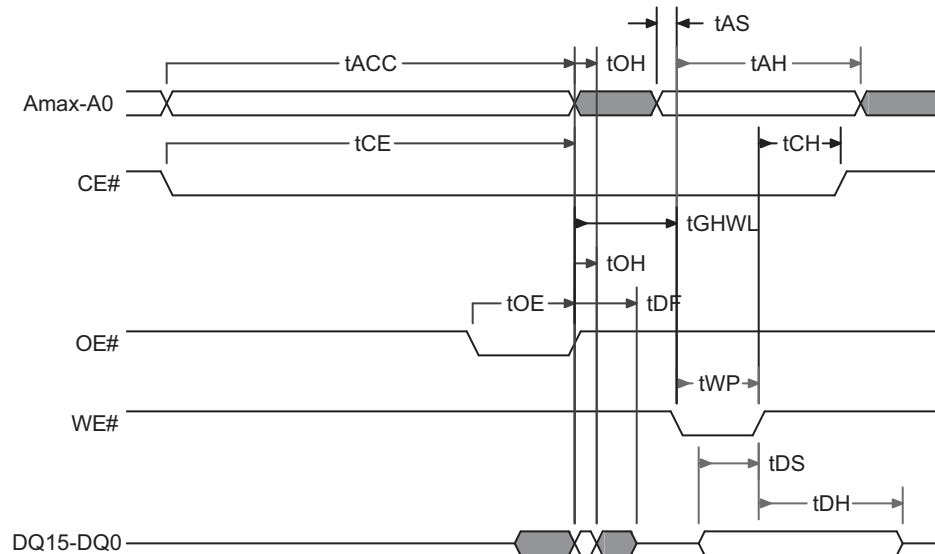 tAS
tACC
tOH
tAH
Amax-A0
tCE
tCH
CE#
tGHWL
tOH
tOE
tDF
OE#
tWP
WE#
tDS
tDH
DQ15-DQ0